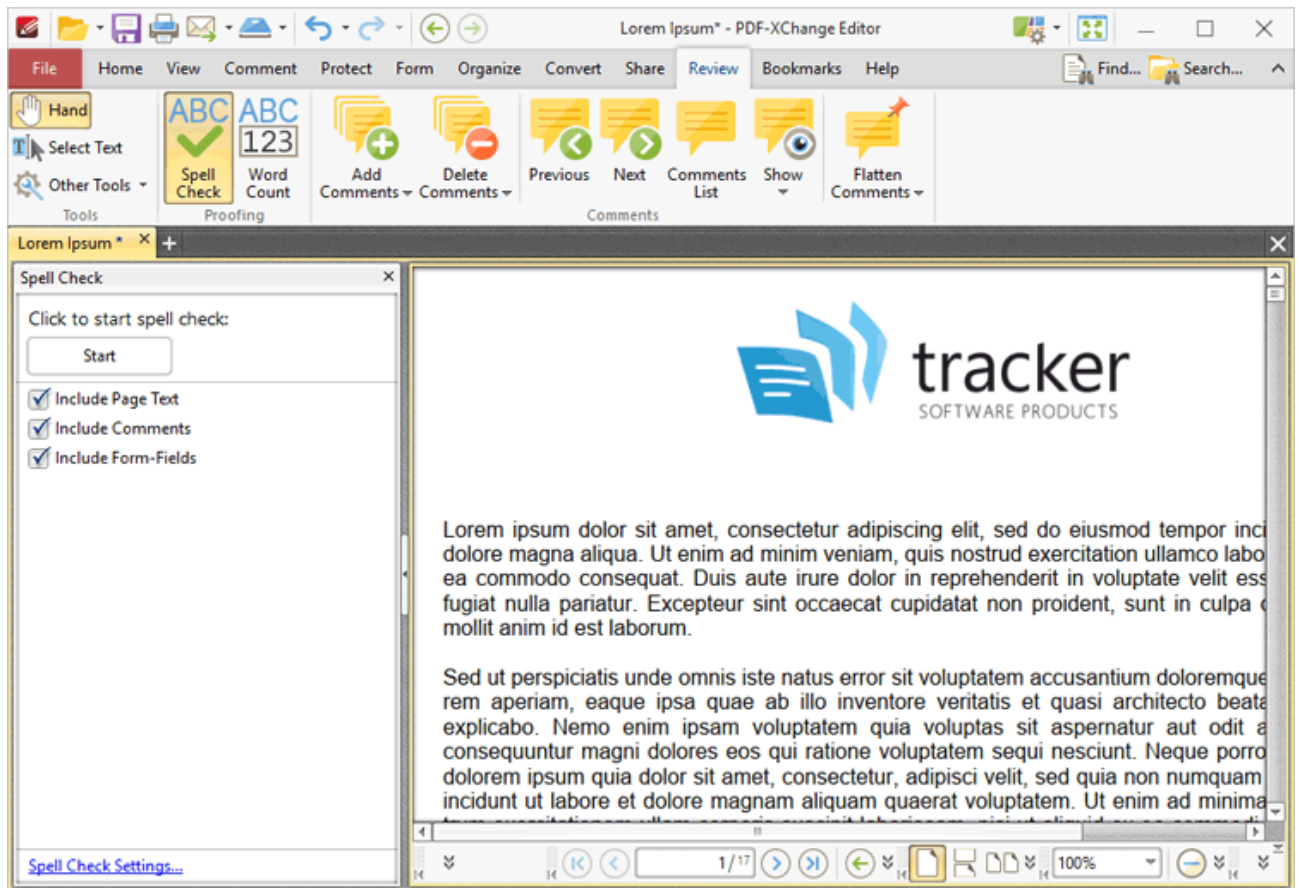 Lorem Ipsum* - PDF-XChange Editor
File Home View Comment Protect Form Organize Convert Share Review Bookmarks Help Find... Search...
Hand
Select Text
Other Tools
Tools
ABC
Spell Check
ABC 123
Word Count
Proofing
Add Comments
Delete Comments
Previous
Next
Comments List
Show
Flatten Comments
Comments
Lorem Ipsum * × +
Spell Check
Click to start spell check:
Start
Include Page Text
Include Comments
Include Form-Fields
Spell Check Settings...
tracker
SOFTWARE PRODUCTS
Lorem ipsum dolor sit amet, consectetur adipiscing elit, sed do eiusmod tempor inci
dolore magna aliqua. Ut enim ad minim veniam, quis nostrud exercitation ullamco labo
ea commodo consequat. Duis aute irure dolor in reprehenderit in voluptate velit ess
fugiat nulla pariatur. Excepteur sint occaecat cupidatat non proident, sunt in culpa
mollit anim id est laborum.
Sed ut perspiciatis unde omnis iste natus error sit voluptatem accusantium doloremque
rem aperiam, eaque ipsa quae ab illo inventore veritatis et quasi architecto beata
explicabo. Nemo enim ipsam voluptatem quia voluptas sit aspernatur aut odit a
consequuntur magni dolores eos qui ratione voluptatem sequi nesciunt. Neque porro
dolorem ipsum quia dolor sit amet, consectetur, adipisci velit, sed quia non numquam
incidunt ut labore et dolore magnam aliquam quaerat voluptatem. Ut enim ad minima
1/17
100%